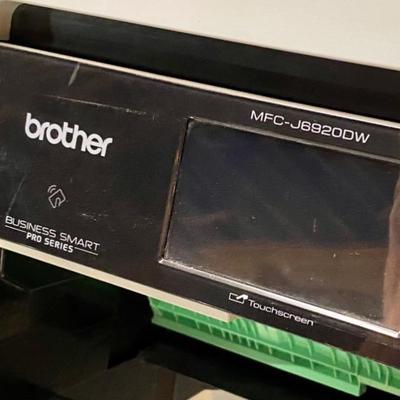 MFC-J6920DW
brother
BUSINESS SMART
PRO SERIES
Touchscreen